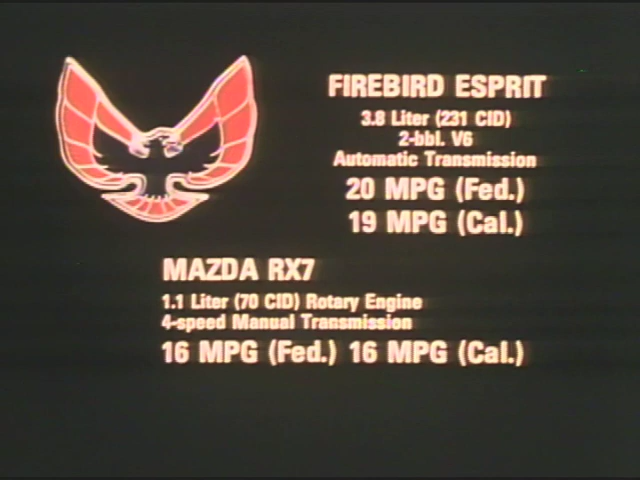 FIREBIRD ESPRIT
3.8 Liter (231 CID)
2-bbl. V6
Automatic Transmission
20 MPG (Fed.)
19 MPG (Cal.)
MAZDA RX7
1.1 Liter (70 CID) Rotary Engine
4-speed Manual Transmission
16 MPG (Fed.) 16 MPG (Cal.)